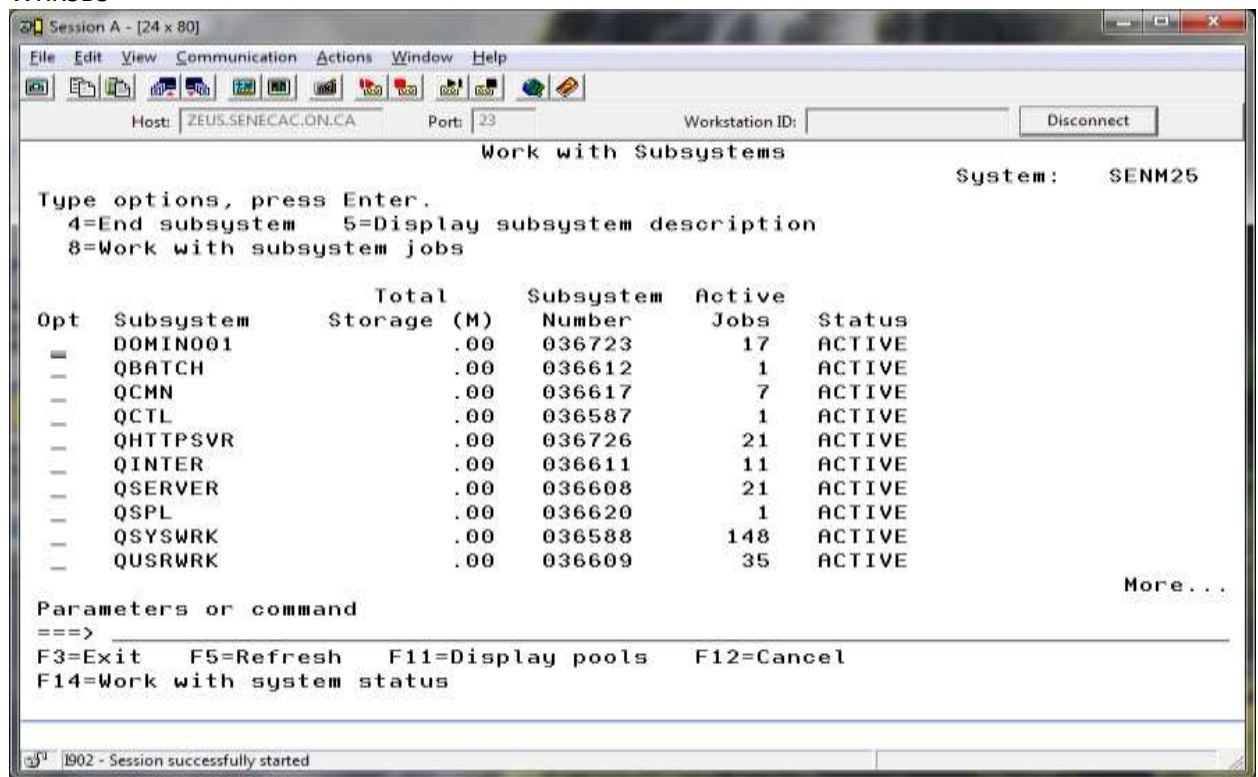 Session A - [24 x 80]
File Edit View Communication Actions Window Help
Host: ZEUS.SENECAC.ON.CA Port: 23 Workstation ID: Disconnect
Work with Subsystems
System: SENM25
Type options, press Enter.
4=End subsystem 5=Display subsystem description
8=Work with subsystem jobs
Total Subsystem Active
Opt Subsystem Storage (M) Number Jobs Status
_ DOMINO01 .00 036723 17 ACTIVE
_ QBATCH .00 036612 1 ACTIVE
_ QCMN .00 036617 7 ACTIVE
_ QCTL .00 036587 1 ACTIVE
_ QHTTPSVR .00 036726 21 ACTIVE
_ QINTER .00 036611 11 ACTIVE
_ QSERVER .00 036608 21 ACTIVE
_ QSPL .00 036620 1 ACTIVE
_ QSYSWRK .00 036588 148 ACTIVE
_ QUSRWRK .00 036609 35 ACTIVE
More...
Parameters or command
===>
F3=Exit F5=Refresh F11=Display pools F12=Cancel
F14=Work with system status
I902 - Session successfully started